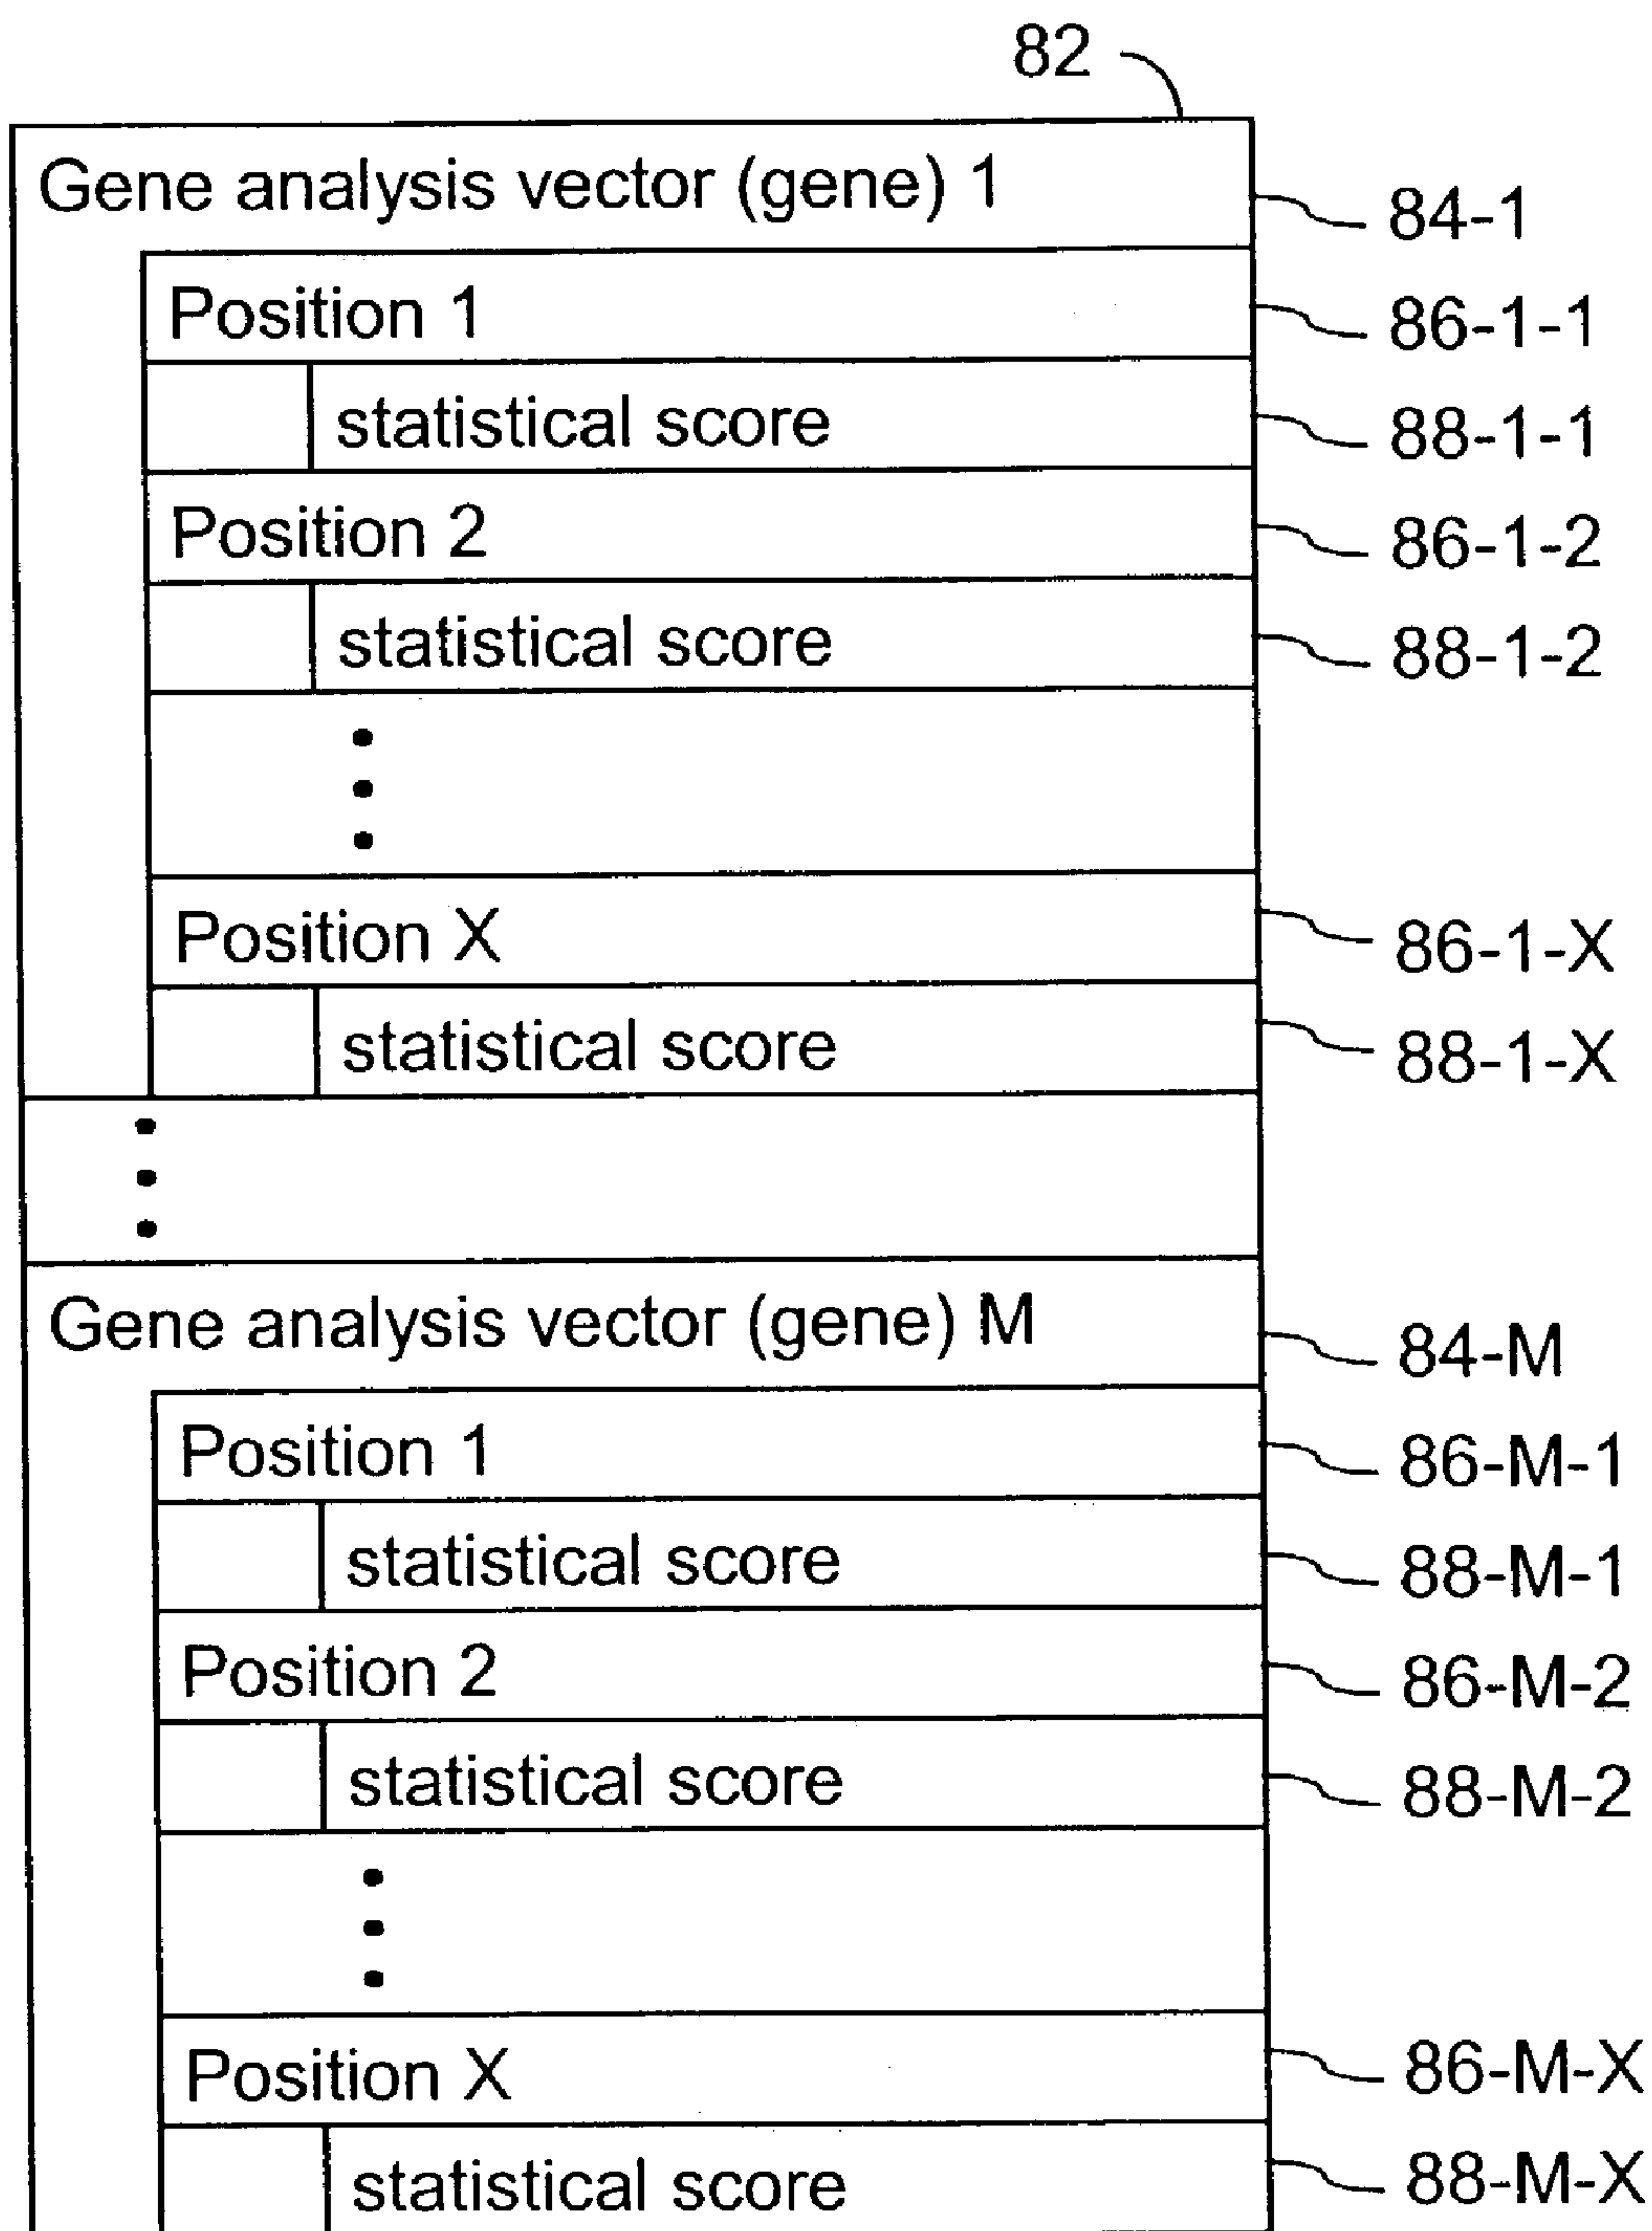 82
Gene analysis vector (gene) 1
84-1
Position 1
86-1-1
statistical score
88-1-1
Position 2
86-1-2
statistical score
88-1-2
Position X
86-1-X
statistical score
88-1-X
Gene analysis vector (gene) M
84-M
Position 1
86-M-1
statistical score
88-M-1
Position 2
86-M-2
statistical score
88-M-2
Position X
86-M-X
statistical score
88-M-X